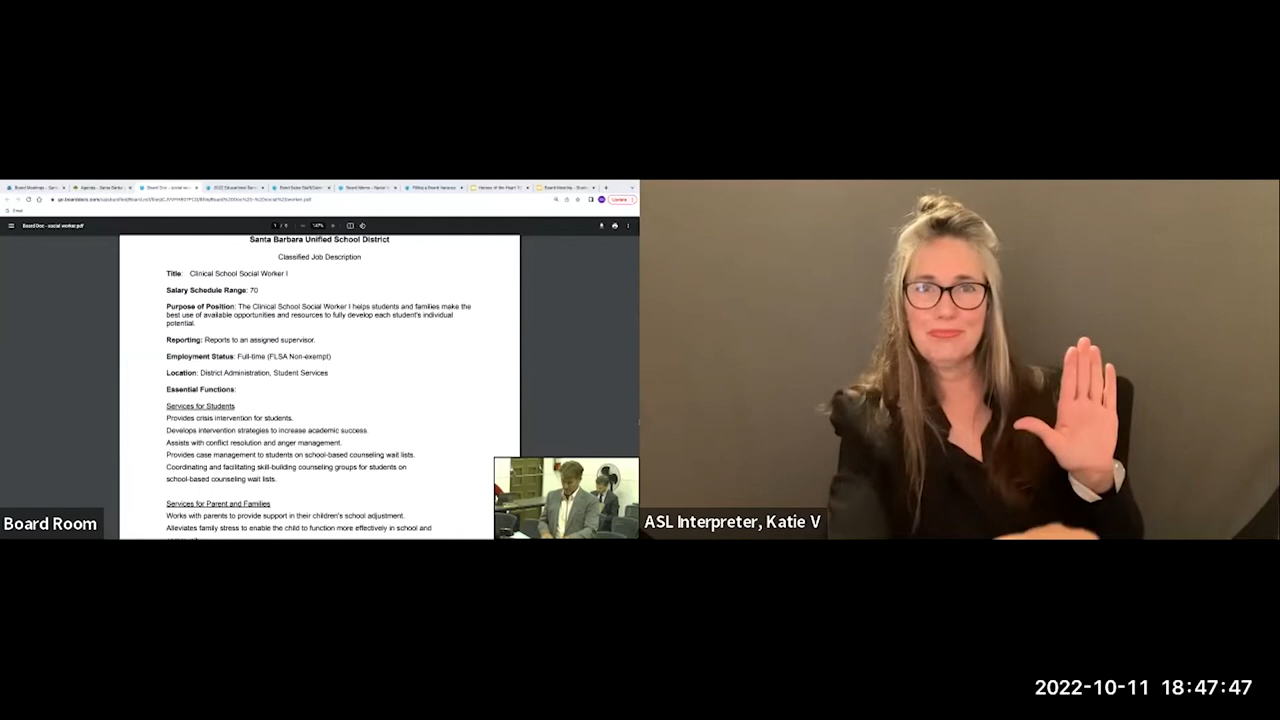 Board Doc - social worker.pdf
1 / 6
147%
Santa Barbara Unified School District
Classified Job Description
Title: Clinical School Social Worker I
Salary Schedule Range: 70
Purpose of Position: The Clinical School Social Worker I helps students and families make the
best use of available opportunities and resources to fully develop each student's individual
potential.
Reporting: Reports to an assigned supervisor.
Employment Status: Full-time (FLSA Non-exempt)
Location: District Administration, Student Services
Essential Functions:
Services for Students
Provides crisis intervention for students.
Develops intervention strategies to increase academic success.
Assists with conflict resolution and anger management.
Provides case management to students on school-based counseling wait lists.
Coordinating and facilitating skill-building counseling groups for students on
school-based counseling wait lists.
Services for Parent and Families
Works with parents to provide support in their children's school adjustment.
Alleviates family stress to enable the child to function more effectively in school and
Board Room
ASL Interpreter, Katie V
2022-10-11 18:47:47